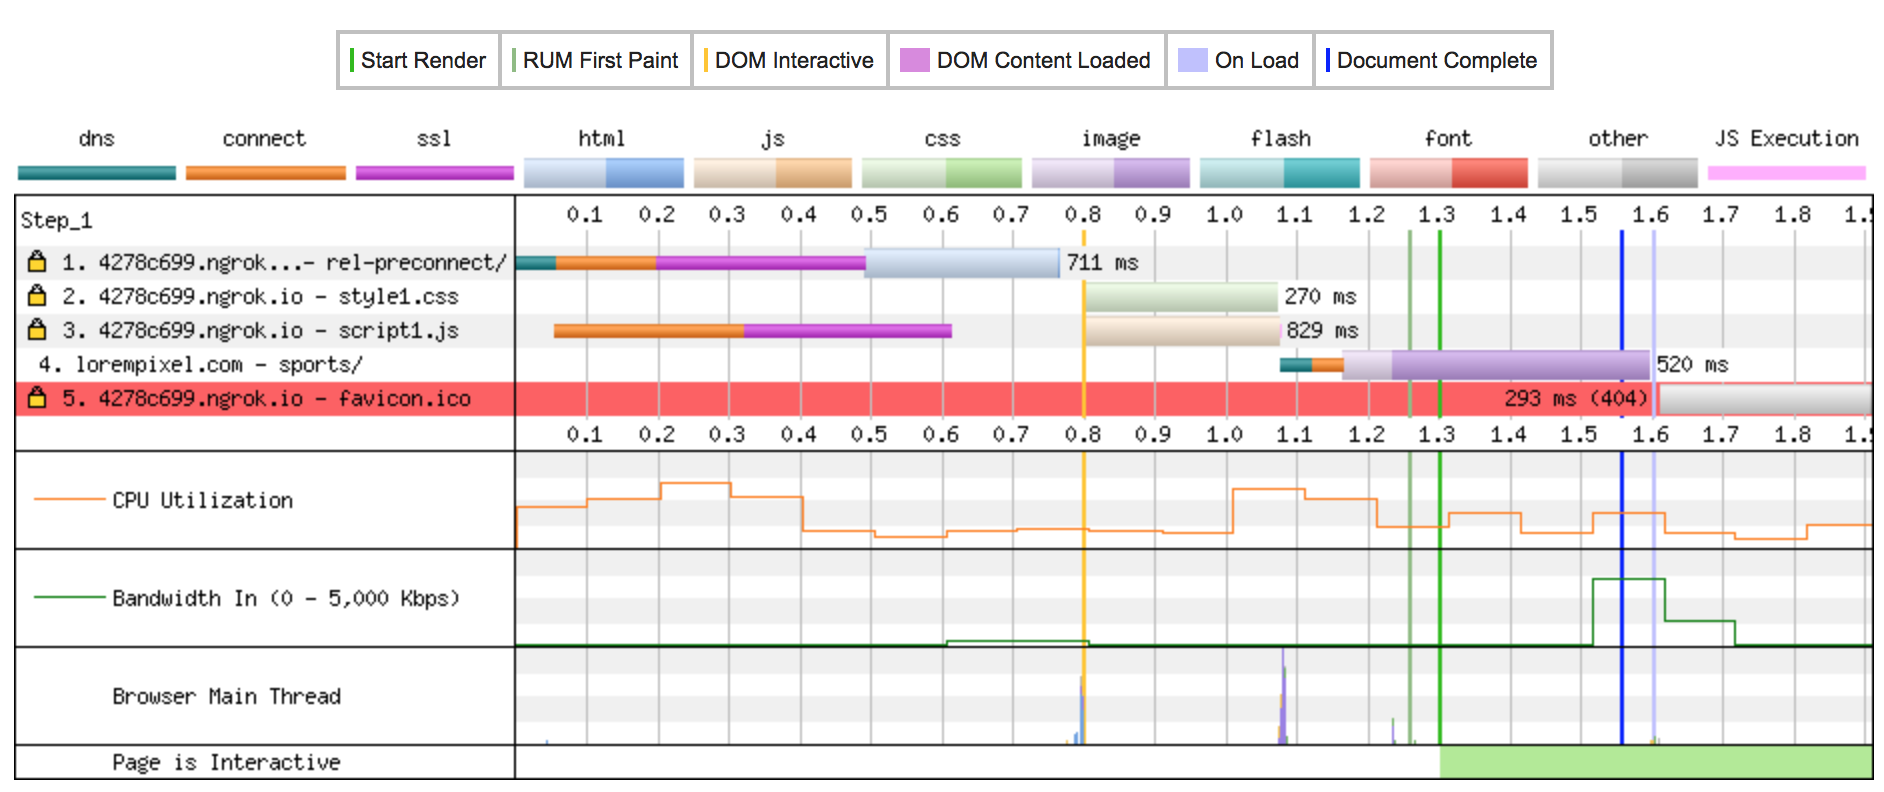 Start Render RUM First Paint DOM Interactive DOM Content Loaded On Load Document Complete
dns connect ssl html js css image flash font other JS Execution
Step_1 0.1 0.2 0.3 0.4 0.5 0.6 0.7 0.8 0.9 1.0 1.1 1.2 1.3 1.4 1.5 1.6 1.7 1.8
1. 4278c699.ngrok...- rel-preconnect/ 711 ms
2. 4278c699.ngrok.io - style1.css 270 ms
3. 4278c699.ngrok.io - script1.js 829 ms
4. lorempixel.com - sports/ 520 ms
5. 4278c699.ngrok.io - favicon.ico 293 ms (404)
0.1 0.2 0.3 0.4 0.5 0.6 0.7 0.8 0.9 1.0 1.1 1.2 1.3 1.4 1.5 1.6 1.7 1.8
CPU Utilization
Bandwidth In (0 - 5,000 Kbps)
Browser Main Thread
Page is Interactive